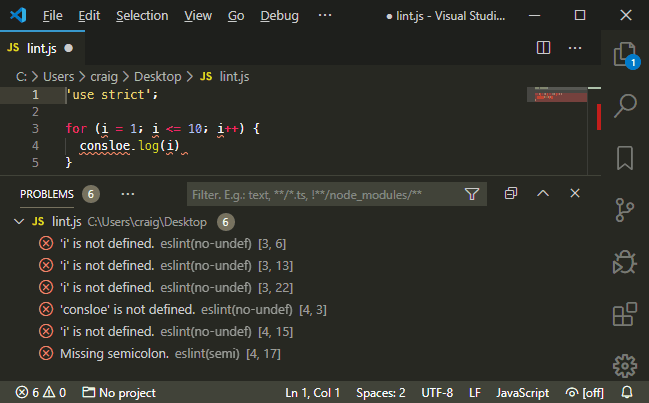 File Edit Selection View Go Debug ··· ● lint.js - Visual Studi...
JS lint.js ● ···
C: > Users > craig > Desktop > JS lint.js
1 'use strict';
2
3 for (i = 1; i <= 10; i++) {
4 consloe.log(i)
5 }
1
PROBLEMS 6 ··· Filter. E.g.: text, **/*.ts, !**/node_modules/**
JS lint.js C:\Users\craig\Desktop 6
'i' is not defined. eslint(no-undef) [3, 6]
'i' is not defined. eslint(no-undef) [3, 13]
'i' is not defined. eslint(no-undef) [3, 22]
'consloe' is not defined. eslint(no-undef) [4, 3]
'i' is not defined. eslint(no-undef) [4, 15]
Missing semicolon. eslint(semi) [4, 17]
6 0 No project Ln 1, Col 1 Spaces: 2 UTF-8 LF JavaScript [off]